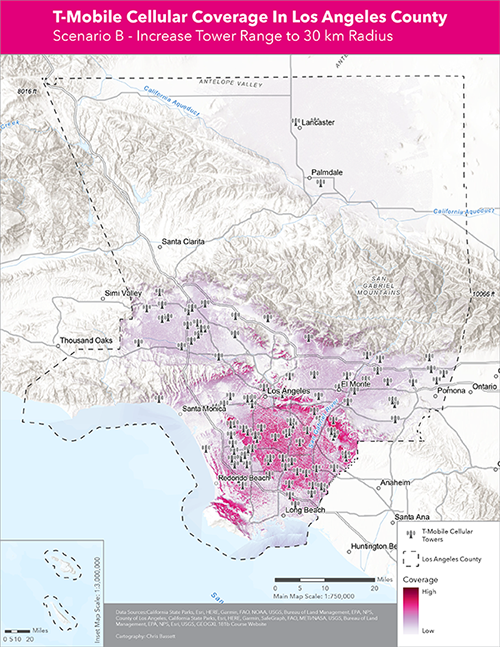 T-Mobile Cellular Coverage In Los Angeles County
Scenario B - Increase Tower Range to 30 km Radius
ANTELOPE VALLEY
ANT
8016 ft
California Aqueduct
Lancaster
Palmdale
California Aqueduct
Santa Clarita
SAN
GABRIEL
MOUNTAINS
10066 ft
Simi Valley
Thousand Oaks
El Monte
Los Angeles
Pomona
Ontario
Santa Monica
Redondo Beach
Anaheim
Long Beach
Santa Ana
Huntington Be
San
T-Mobile Cellular
Towers
Los Angeles County
Coverage
High
Low
0
20
Miles
Main Map Scale: 1:750,000
Inset Map Scale: 1:3,000,000
0 5 10 20
Miles
Data Sources:California State Parks, Esri, HERE, Garmin, FAO, NOAA, USGS, Bureau of Land Management, EPA, NPS,
County of Los Angeles, California State Parks, Esri, HERE, Garmin, SafeGraph, FAO, METI/NASA, USGS, Bureau of Land
Management, EPA, NPS, Esri, USGS, GEOGXL 181b Course Website
Cartography: Chris Bassett